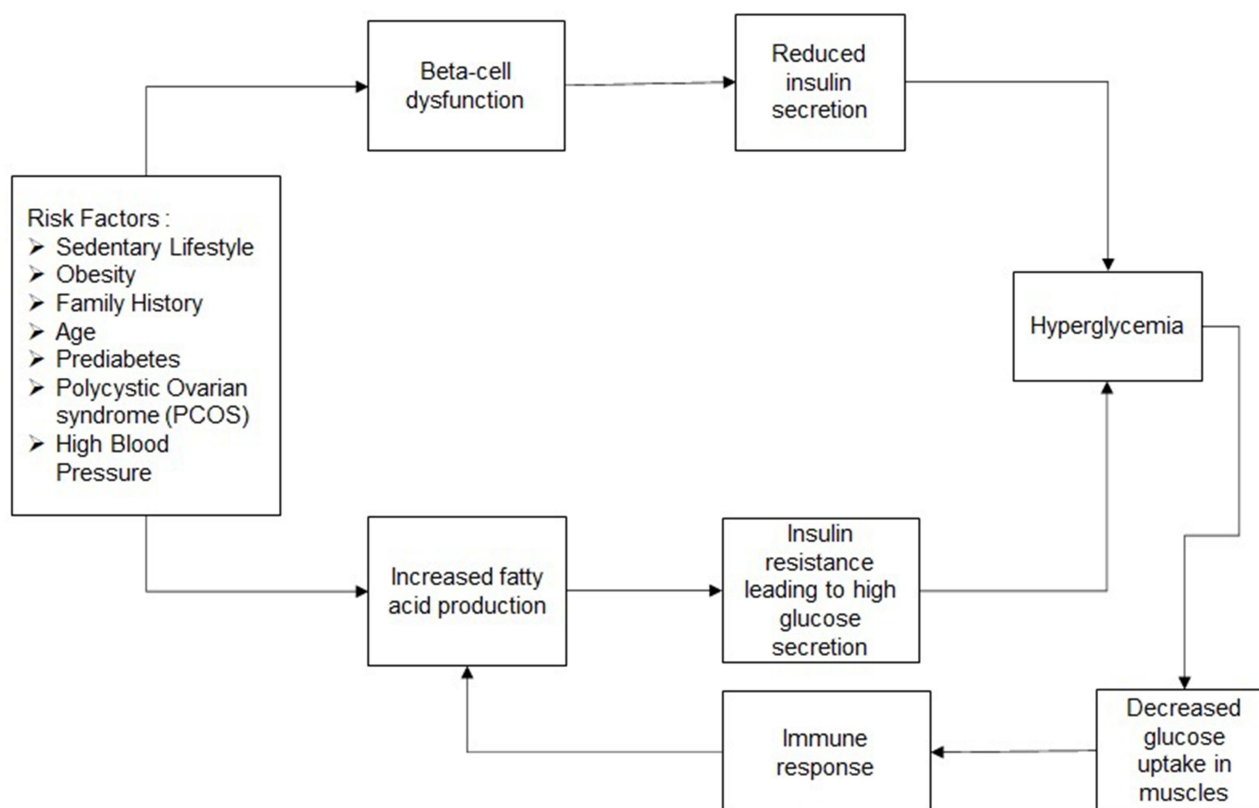 Beta-cell
dysfunction
Reduced
insulin
secretion
Risk Factors :
➤ Sedentary Lifestyle
➤ Obesity
➤ Family History
➤ Age
➤ Prediabetes
➤ Polycystic Ovarian
syndrome (PCOS)
➤ High Blood
Pressure
Hyperglycemia
Increased fatty
acid production
Insulin
resistance
leading to high
glucose
secretion
Immune
response
Decreased
glucose
uptake in
muscles